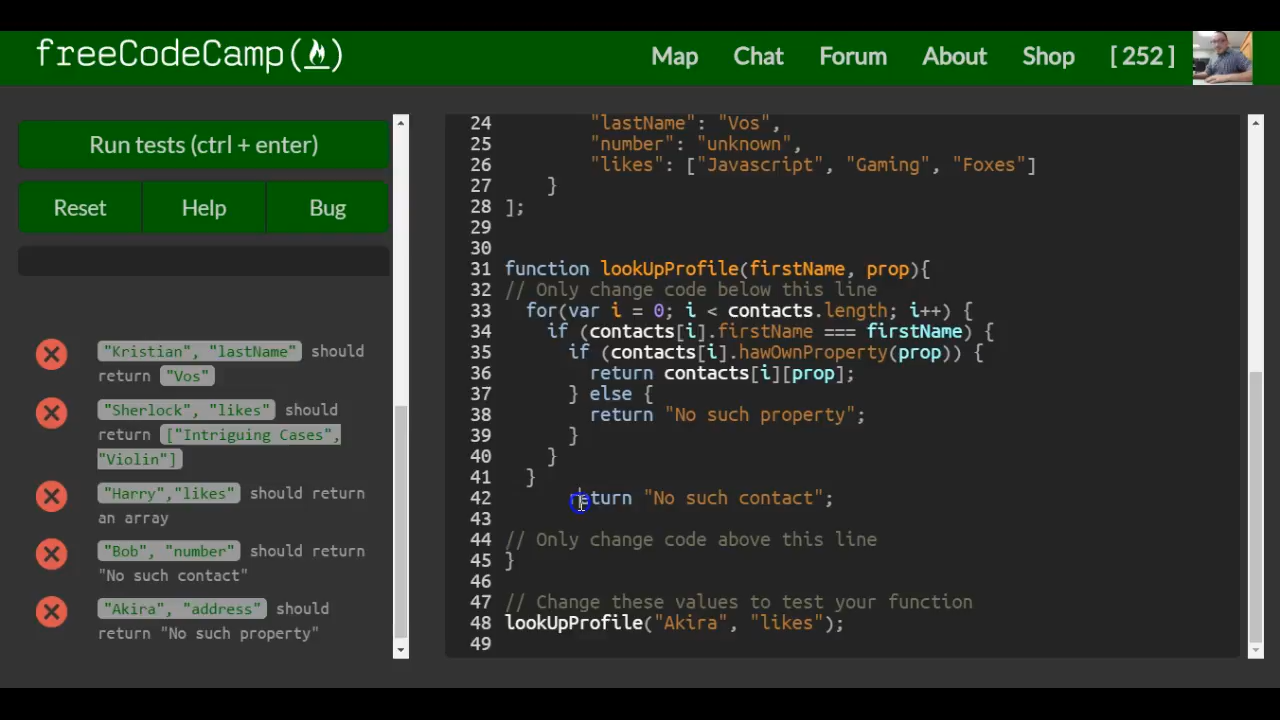 freeCodeCamp(🔥)
Map Chat Forum About Shop [ 252 ]
Run tests (ctrl + enter)
Reset Help Bug
"Kristian", "lastName" should
return "Vos"
"Sherlock", "likes" should
return ["Intriguing Cases",
"Violin"]
"Harry","likes" should return
an array
"Bob", "number" should return
"No such contact"
"Akira", "address" should
return "No such property"
24 "lastName": "Vos",
25 "number": "unknown",
26 "likes": ["Javascript", "Gaming", "Foxes"]
27 }
28 ];
29
30
31 function lookUpProfile(firstName, prop){
32 // Only change code below this line
33 for(var i = 0; i < contacts.length; i++) {
34 if (contacts[i].firstName === firstName) {
35 if (contacts[i].hawOwnProperty(prop)) {
36 return contacts[i][prop];
37 } else {
38 return "No such property";
39 }
40 }
41 }
42 return "No such contact";
43
44 // Only change code above this line
45 }
46
47 // Change these values to test your function
48 lookUpProfile("Akira", "likes");
49